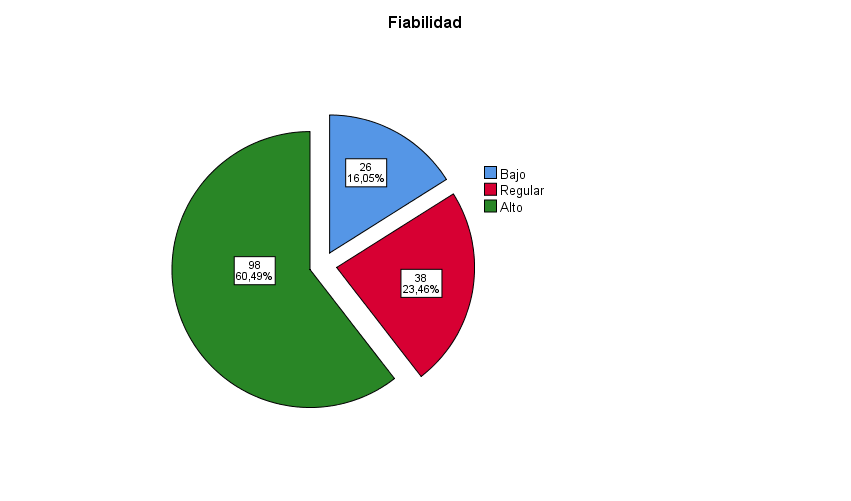 Fiabilidad
26
16,05%
Bajo
Regular
Alto
98
60,49%
38
23,46%